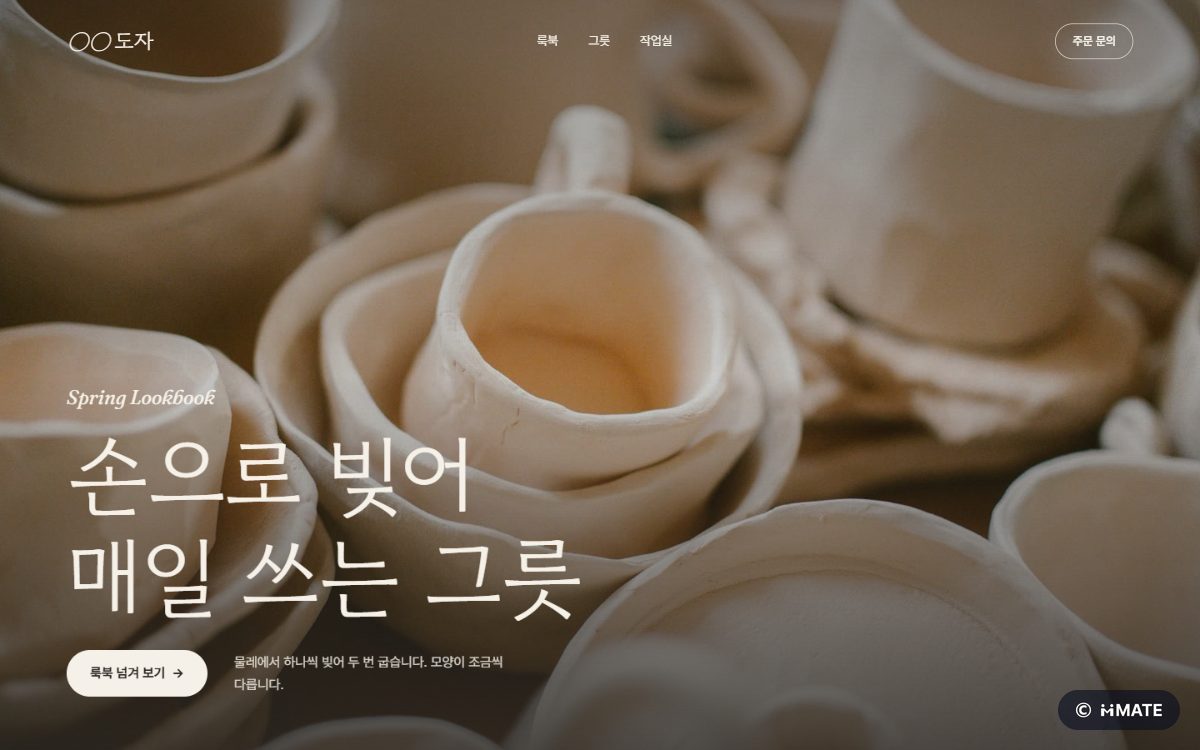 ○○도자
룩북
그릇
작업실
주문 문의
Spring Lookbook
손으로 빚어
매일 쓰는 그릇
룩북 넘겨 보기 →
물레에서 하나씩 빚어 두 번 굽습니다. 모양이 조금씩
다릅니다.
© MMATE